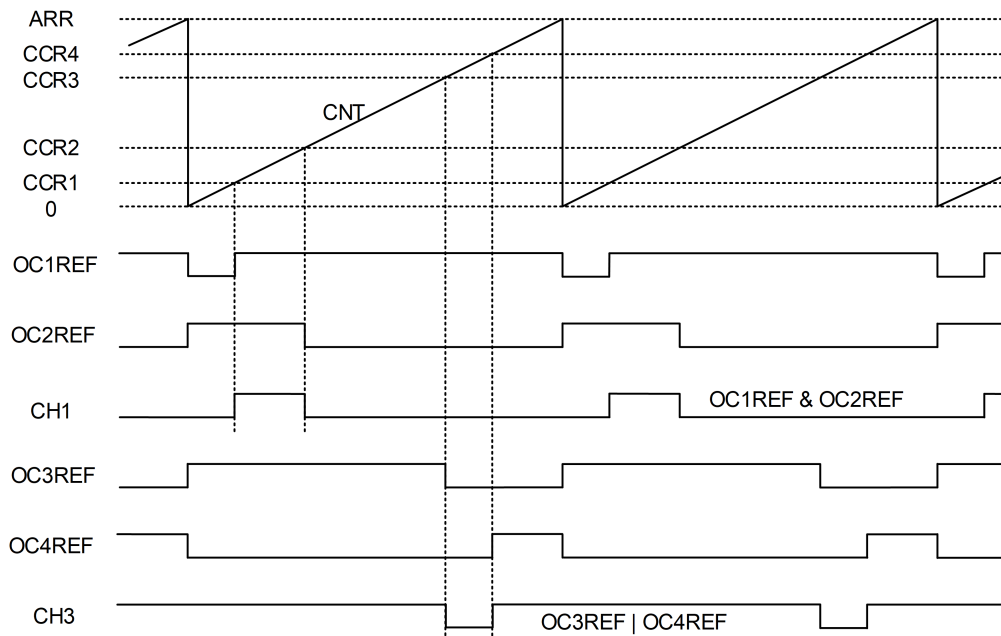 ARR
CCR4
CCR3
CNT
CCR2
CCR1
0
OC1REF
OC2REF
CH1
OC1REF & OC2REF
OC3REF
OC4REF
CH3
OC3REF | OC4REF